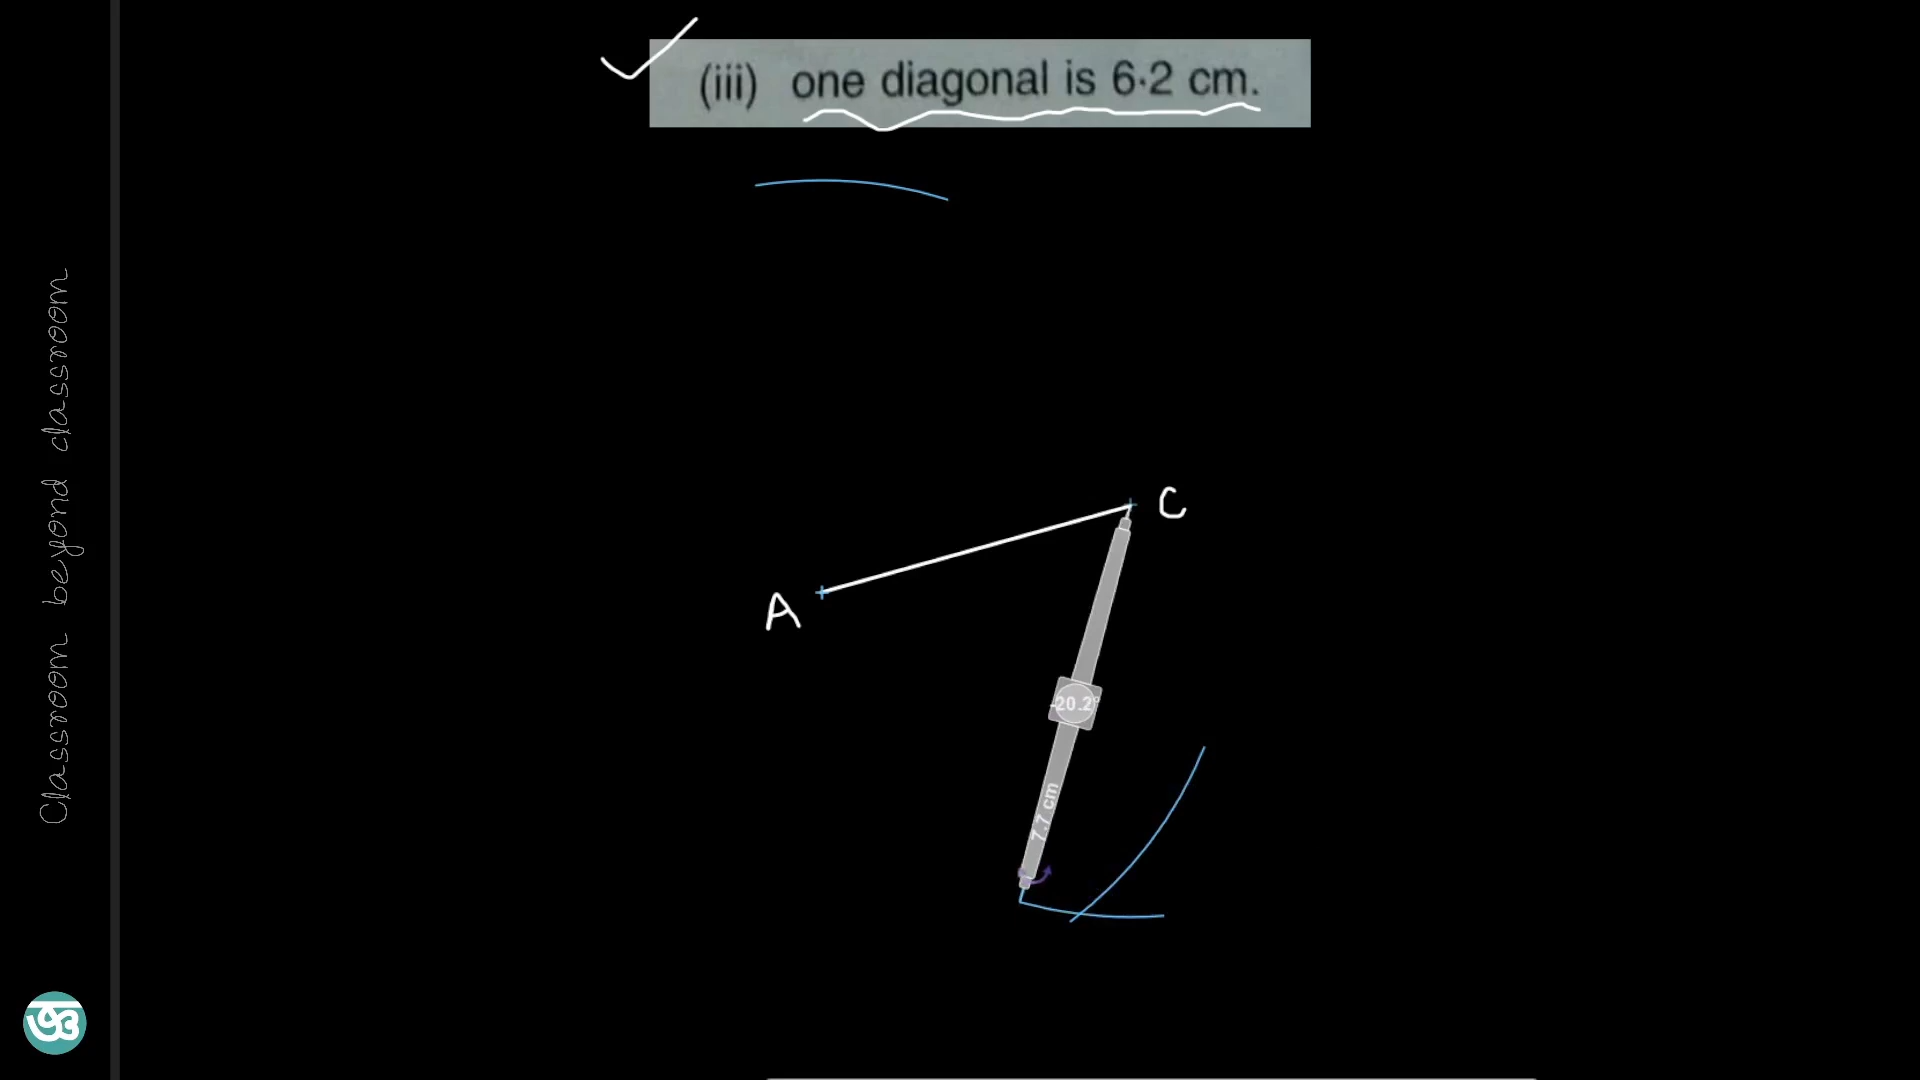 (iii) one diagonal is 6·2 cm.
C
A
-20.2°
7.7 cm
Classroom beyond classroom